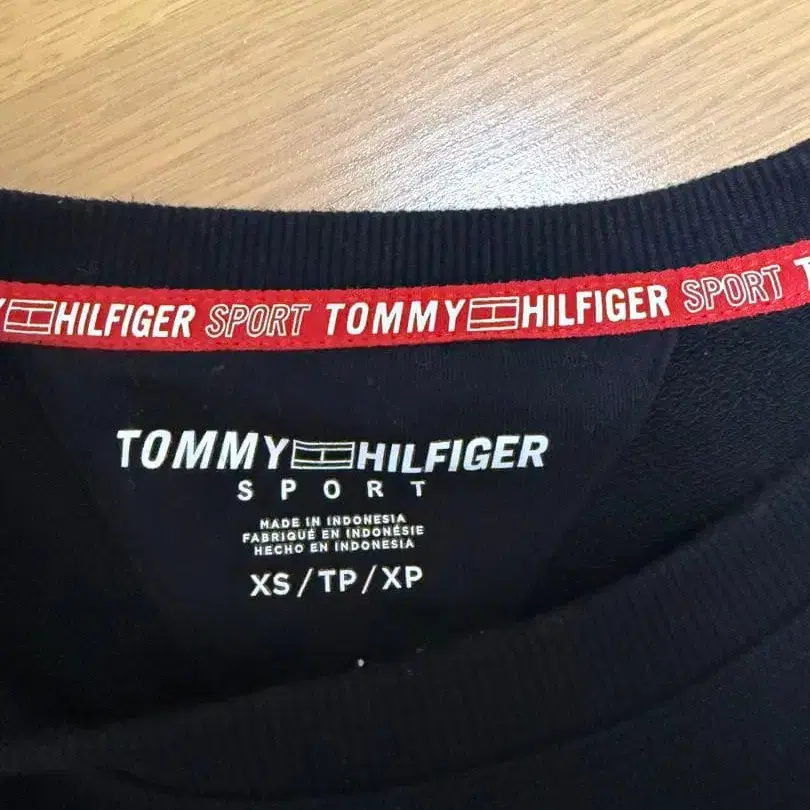 Y HILFIGER SPORT TOMMY HILFIGER SPORT T
TOMMY HILFIGER
SPORT
MADE IN INDONESIA
FABRIQUÉ EN INDONÉSIE
HECHO EN INDONESIA
XS/TP/XP